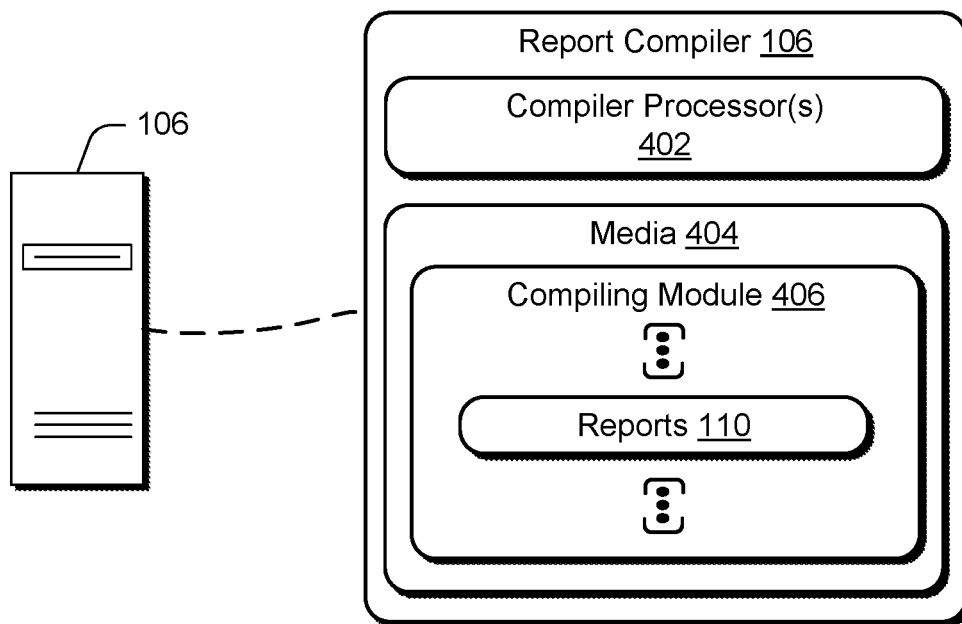 106
Report Compiler 106
Compiler Processor(s)
402
Media 404
Compiling Module 406
Reports 110